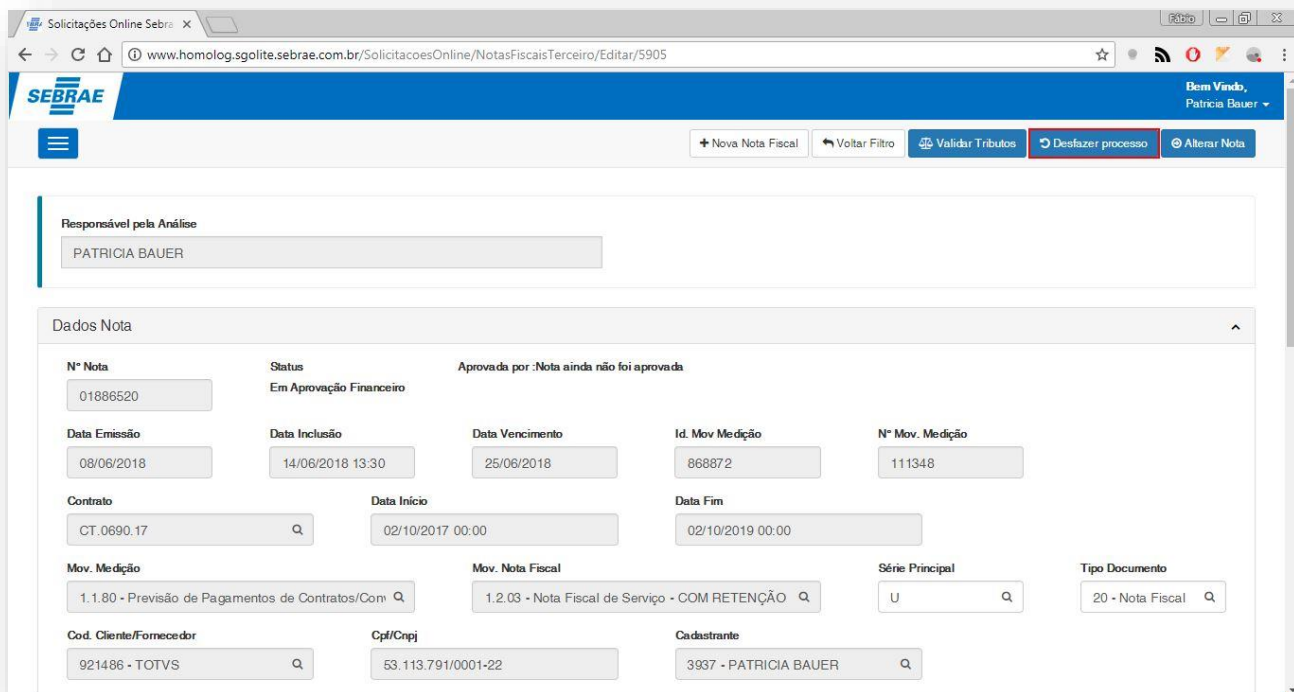 Solicitações Online Sebra
Fábio
www.homolog.sgolite.sebrae.com.br/SolicitacoesOnline/NotasFiscaisTerceiro/Editar/5905
SEBRAE
Bem Vindo,
Patricia Bauer
Nova Nota Fiscal Voltar Filtro Validar Tributos Desfazer processo Alterar Nota
Responsável pela Análise
PATRICIA BAUER
Dados Nota
N° Nota Status Aprovada por :Nota ainda não foi aprovada
01886520 Em Aprovação Financeiro
Data Emissão Data Inclusão Data Vencimento Id. Mov Medição N° Mov. Medição
08/06/2018 14/06/2018 13:30 25/06/2018 868872 111348
Contrato Data Início Data Fim
CT.0690.17 02/10/2017 00:00 02/10/2019 00:00
Mov. Medição Mov. Nota Fiscal Série Principal Tipo Documento
1.1.80 - Previsão de Pagamentos de Contratos/Con 1.2.03 - Nota Fiscal de Serviço - COM RETENÇÃO U 20 - Nota Fiscal
Cod. Cliente/Fornecedor Cpf/Cnpj Cadastrante
921486 - TOTVS 53.113.791/0001-22 3937 - PATRICIA BAUER